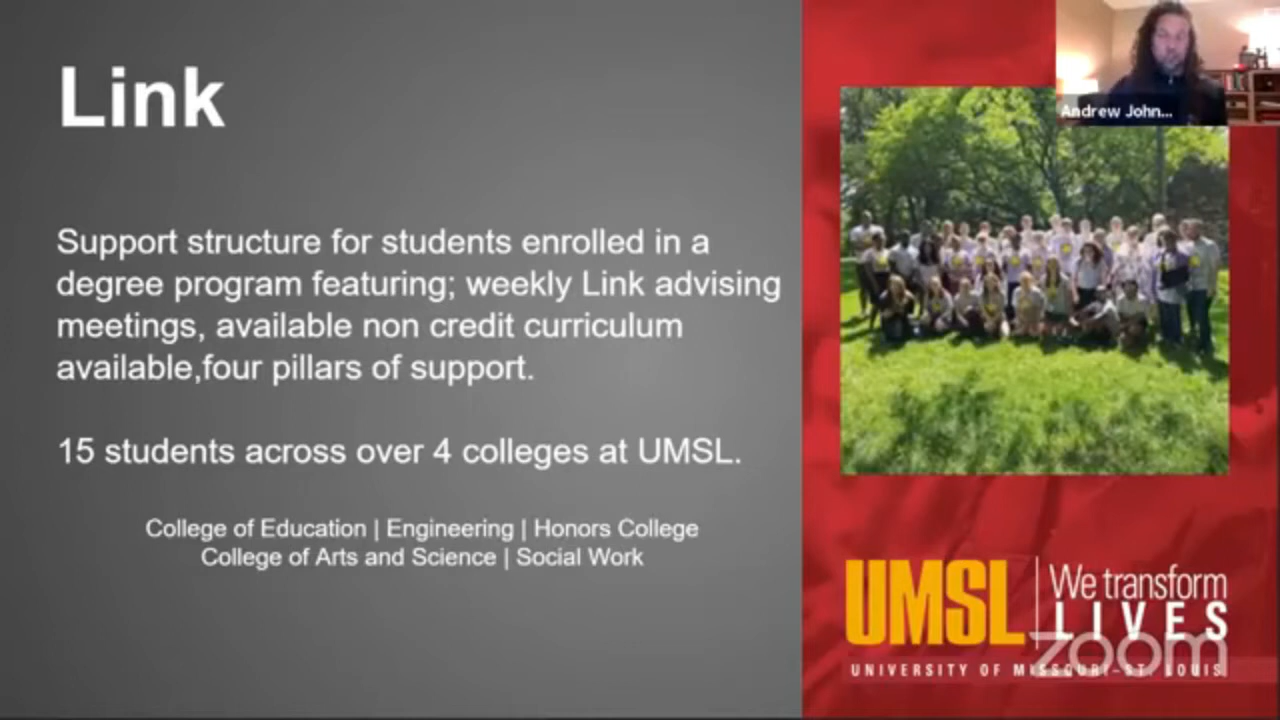 Link
Andrew John...
Support structure for students enrolled in a
degree program featuring; weekly Link advising
meetings, available non credit curriculum
available,four pillars of support.
15 students across over 4 colleges at UMSL.
College of Education | Engineering | Honors College
College of Arts and Science | Social Work
UMSL
We transform
LIVES
zoom
UNIVERSITY OF MISSOURI–ST. LOUIS